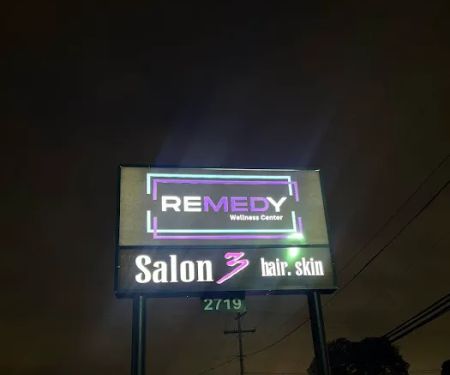 REMEDY
Wellness Center
Salon 3 hair. skin
2719